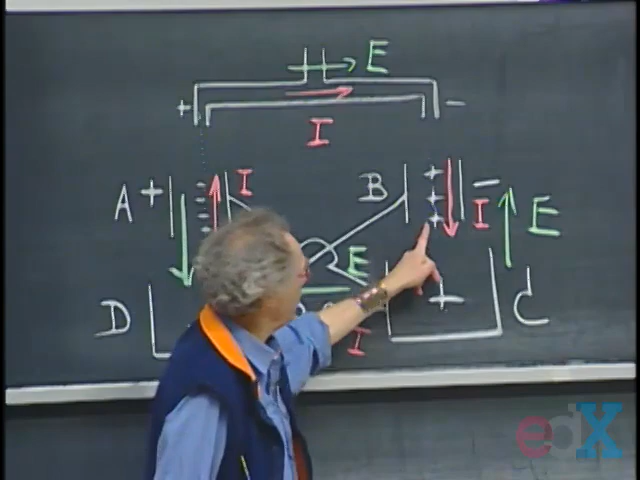 E
+ -
I
A + I B + + + - I E
E
D + C
I
edX